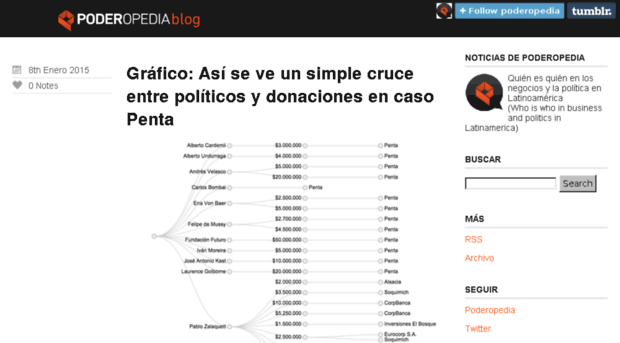 PODEROPEDIA blog
Follow poderopedia
tumblr.
8th Enero 2015
0 Notes
Gráfico: Así se ve un simple cruce
entre políticos y donaciones en caso
Penta
Alberto Cardemil $3.000.000 Penta
Alberto Undurraga $4.000.000 Penta
$5.000.000 Penta
Andrés Velasco
$20.000.000 Penta
Carlos Bombal Penta
$2.500.000 Penta
Ena Von Baer
$5.000.000 Penta
$2.700.000 Penta
Felipe de Mussy
$4.500.000 Penta
Fundación Futuro $50.000.000 Penta
Iván Moreira $5.000.000 Penta
José Antonio Kast $10.000.000 Penta
Laurence Golborne $20.000.000 Penta
$2.000.000 Alsacia
$3.500.000 Soquimich
$10.000.000 CorpBanca
$5.250.000 CorpBanca
$1.500.000 Inversiones El Bosque
Pablo Zalaquett
Eurocorp S.A.
$2.500.000
Soquimich
NOTICIAS DE PODEROPEDIA
Quién es quién en los
negocios y la política en
Latinoamérica
(Who is who in business
and politics in
Latinamerica)
BUSCAR
Search
MÁS
RSS
Archivo
SEGUIR
Poderopedia
Twitter